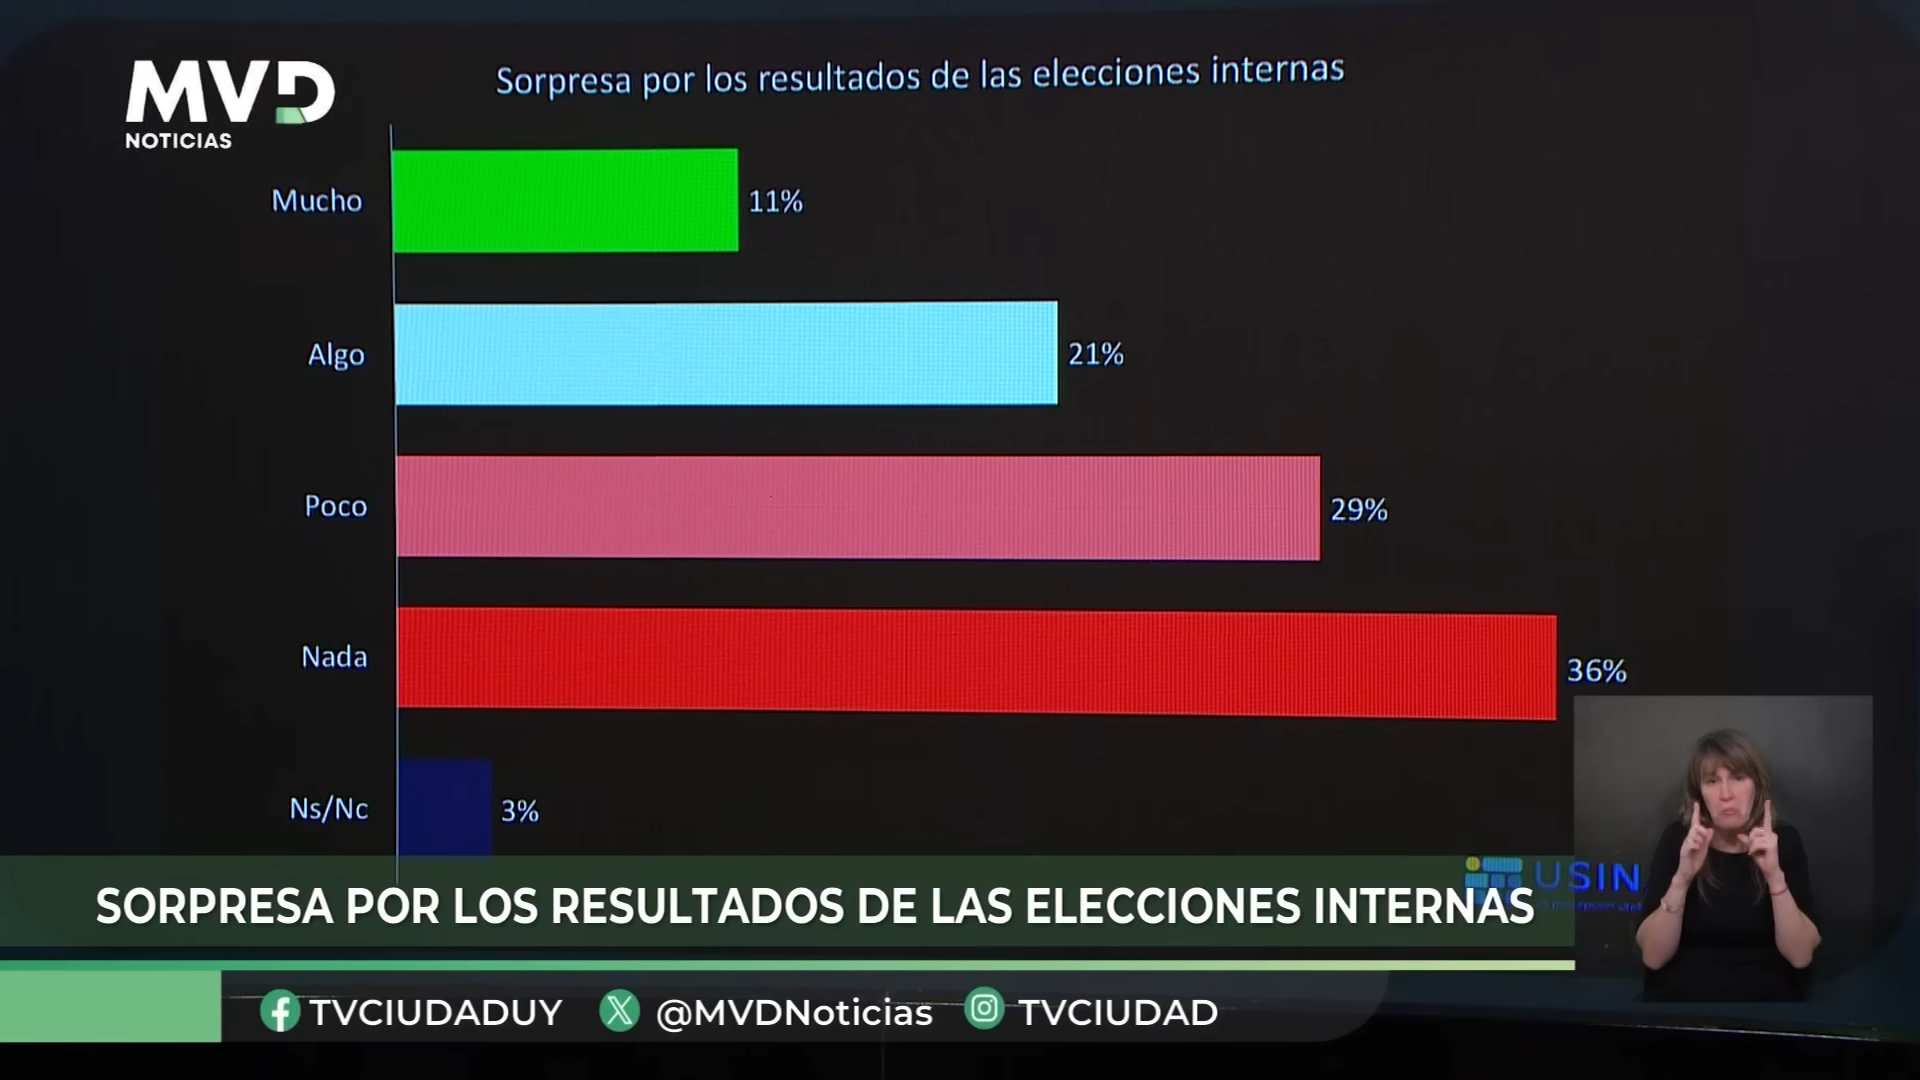 MVD
NOTICIAS
Sorpresa por los resultados de las elecciones internas
Mucho
11%
Algo
21%
Poco
29%
Nada
36%
Ns/Nc
3%
USIN
SORPRESA POR LOS RESULTADOS DE LAS ELECCIONES INTERNAS
TVCIUDADUY
@MVDNoticias
TVCIUDAD